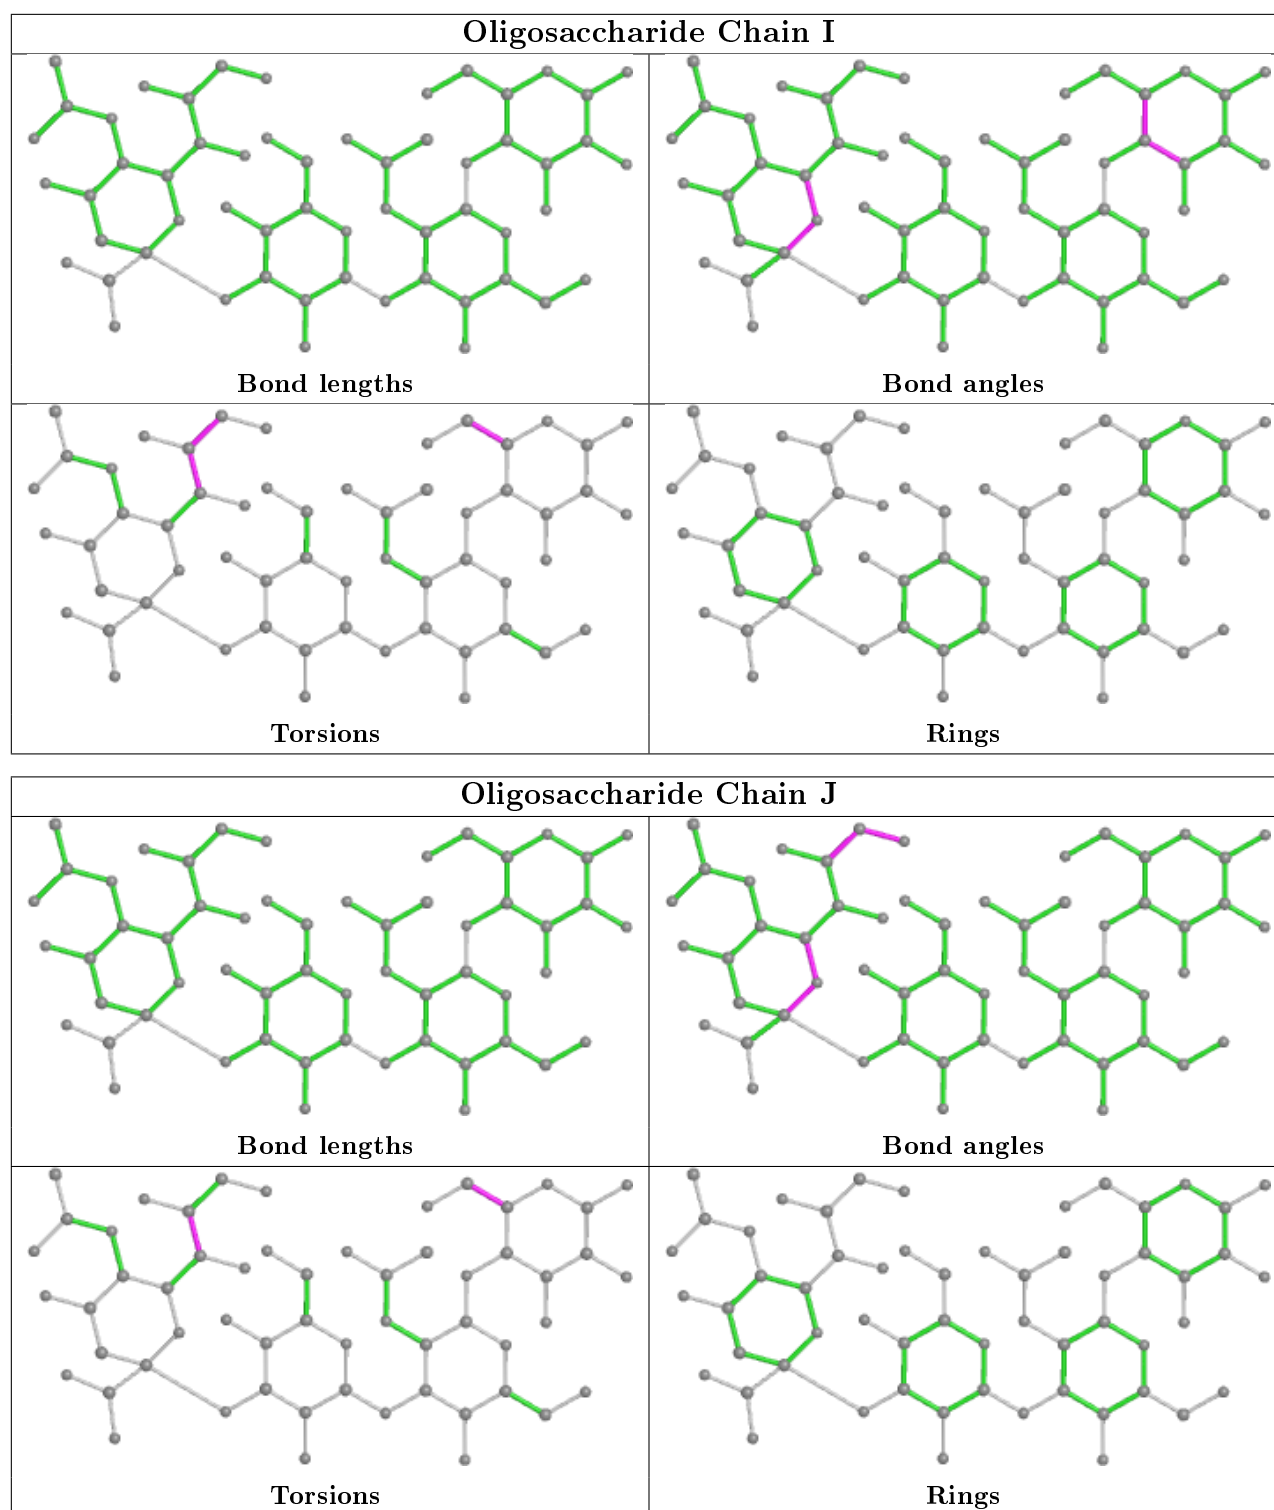 Oligosaccharide Chain I
Bond lengths
Bond angles
Torsions
Rings
Oligosaccharide Chain J
Bond lengths
Bond angles
Torsions
Rings